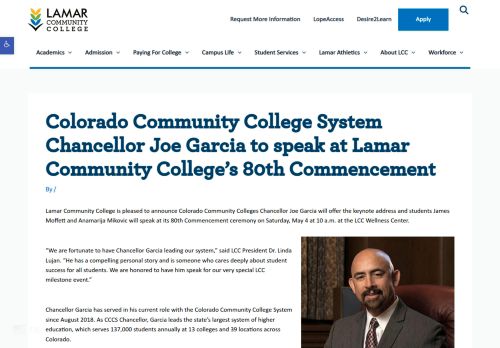 LAMAR
COMMUNITY
COLLEGE
Request More Information LopeAccess Desire2Learn Apply
Academics Admission Paying For College Campus Life Student Services Lamar Athletics About LCC Workforce
Colorado Community College System
Chancellor Joe Garcia to speak at Lamar
Community College’s 80th Commencement
By /
Lamar Community College is pleased to announce Colorado Community Colleges Chancellor Joe Garcia will offer the keynote address and students James
Moffett and Anamarija Mikovic will speak at its 80th Commencement ceremony on Saturday, May 4 at 10 a.m. at the LCC Wellness Center.
“We are fortunate to have Chancellor Garcia leading our system,” said LCC President Dr. Linda
Lujan. “He has a compelling personal story and is someone who cares deeply about student
success for all students. We are honored to have him speak for our very special LCC
milestone event.”
Chancellor Garcia has served in his current role with the Colorado Community College System
since August 2018. As CCCS Chancellor, Garcia leads the state’s largest system of higher
education, which serves 137,000 students annually at 13 colleges and 39 locations across
Colorado.